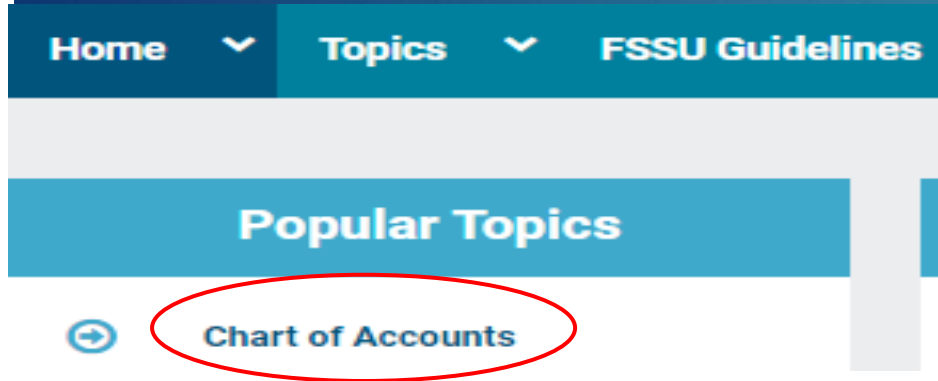 Home Topics FSSU Guidelines
Popular Topics
Chart of Accounts